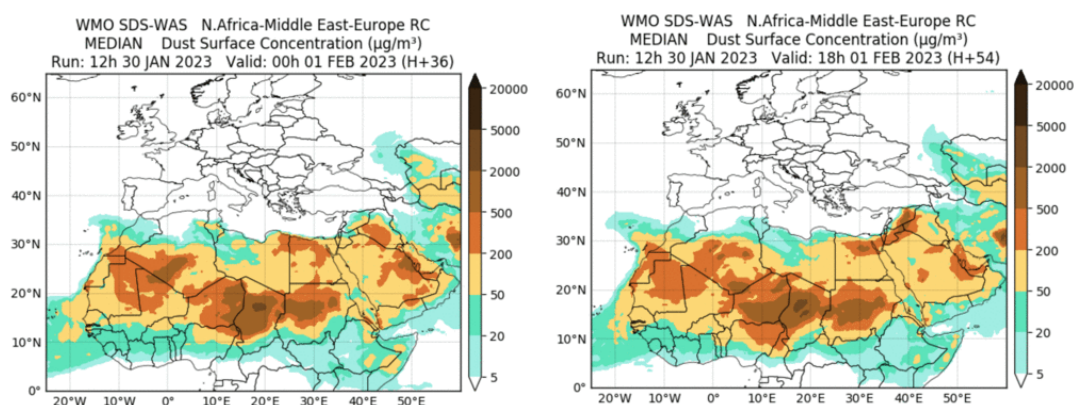 WMO SDS-WAS N.Africa-Middle East-Europe RC
MEDIAN Dust Surface Concentration (µg/m³)
Run: 12h 30 JAN 2023 Valid: 00h 01 FEB 2023 (H+36)
60°N
50°N
40°N
30°N
20°N
10°N
0°
20°W
10°W
0°
10°E
20°E
30°E
40°E
50°E
20000
5000
2000
500
200
50
20
5
WMO SDS-WAS N.Africa-Middle East-Europe RC
MEDIAN Dust Surface Concentration (µg/m³)
Run: 12h 30 JAN 2023 Valid: 18h 01 FEB 2023 (H+54)
60°N
50°N
40°N
30°N
20°N
10°N
0°
20°W
10°W
0°
10°E
20°E
30°E
40°E
50°E
20000
5000
2000
500
200
50
20
5